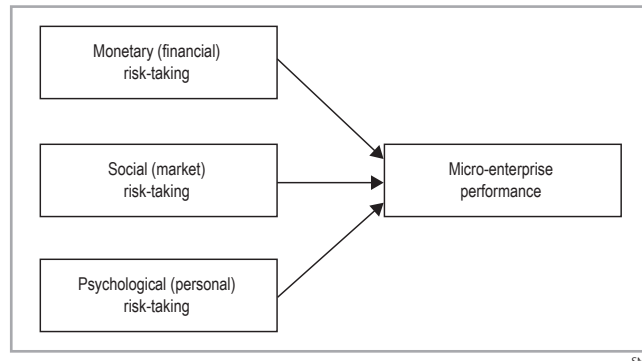 Monetary (financial)
risk-taking
Social (market)
risk-taking
Micro-enterprise
performance
Psychological (personal)
risk-taking